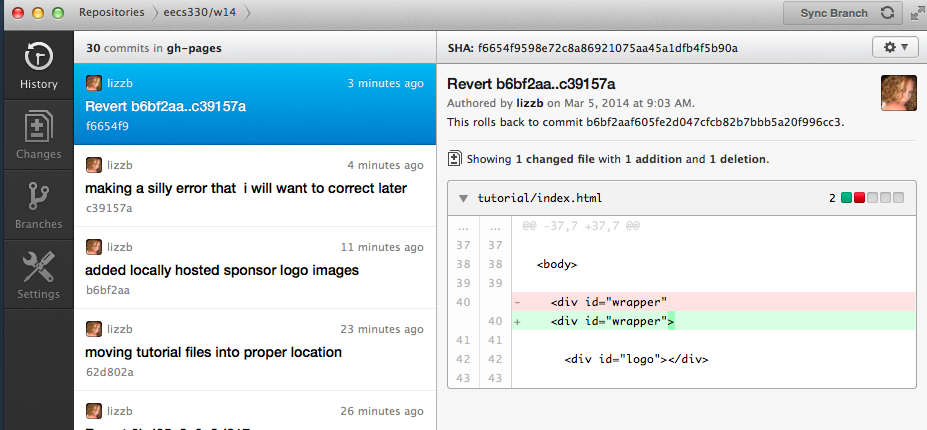 Repositories eecs330/w14 Sync Branch
History
Changes
Branches
Settings
30 commits in gh-pages
lizzb 3 minutes ago
Revert b6bf2aa..c39157a
f6654f9
lizzb 4 minutes ago
making a silly error that i will want to correct later
c39157a
lizzb 11 minutes ago
added locally hosted sponsor logo images
b6bf2aa
lizzb 23 minutes ago
moving tutorial files into proper location
62d802a
lizzb 26 minutes ago
SHA: f6654f9598e72c8a86921075aa45a1dfb4f5b90a
Revert b6bf2aa..c39157a
Authored by lizzb on Mar 5, 2014 at 9:03 AM.
This rolls back to commit b6bf2aaf605fe2d047cfcb82b7bbb5a20f996cc3.
Showing 1 changed file with 1 addition and 1 deletion.
tutorial/index.html 2
... ... @@ -37,7 +37,7 @@
37 37
38 38 <body>
39 39
40 - <div id="wrapper"
40 + <div id="wrapper">
41 41
42 42 <div id="logo"></div>
43 43